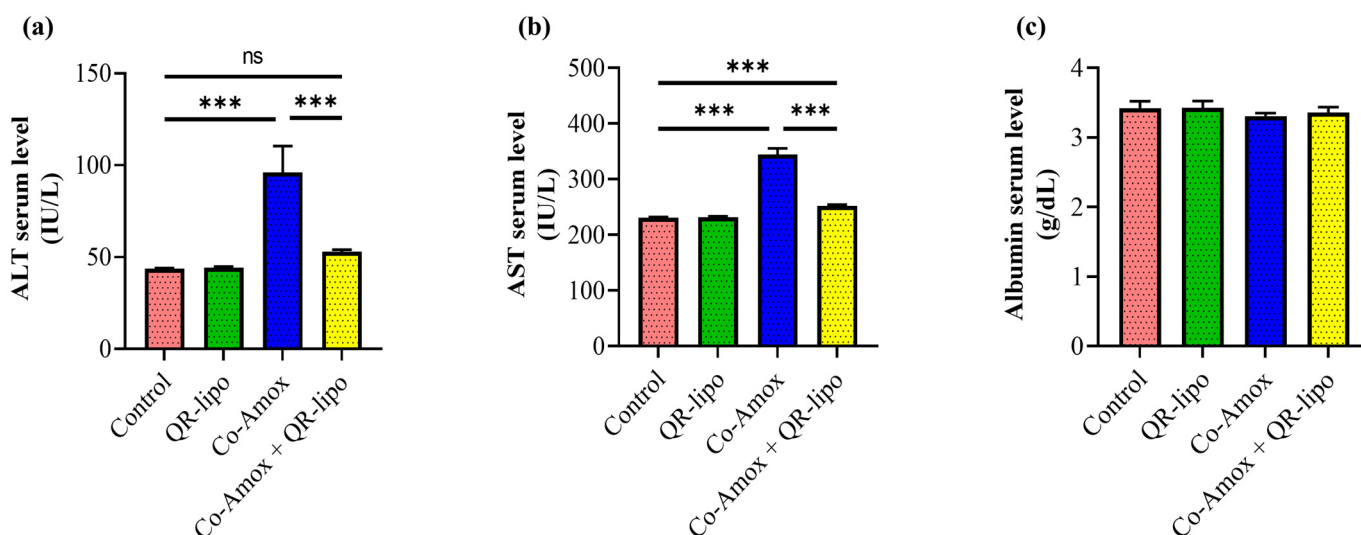 (a)
ALT serum level
(IU/L)
150
100
50
0
ns
***
***
Control
QR-lipo
Co-Amox
Co-Amox + QR-lipo
(b)
AST serum level
(IU/L)
500
400
300
200
100
0
***
***
***
Control
QR-lipo
Co-Amox
Co-Amox + QR-lipo
(c)
Albumin serum level
(g/dL)
4
3
2
1
0
Control
QR-lipo
Co-Amox
Co-Amox + QR-lipo